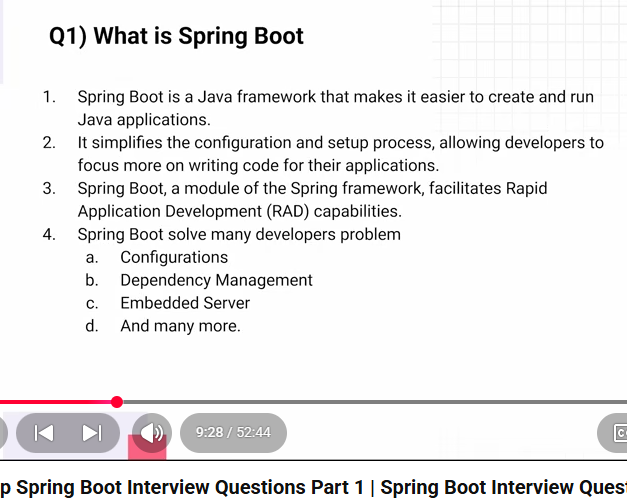 Q1) What is Spring Boot
1. Spring Boot is a Java framework that makes it easier to create and run
Java applications.
2. It simplifies the configuration and setup process, allowing developers to
focus more on writing code for their applications.
3. Spring Boot, a module of the Spring framework, facilitates Rapid
Application Development (RAD) capabilities.
4. Spring Boot solve many developers problem
a. Configurations
b. Dependency Management
c. Embedded Server
d. And many more.
9:28 / 52:44
p Spring Boot Interview Questions Part 1 | Spring Boot Interview Quest